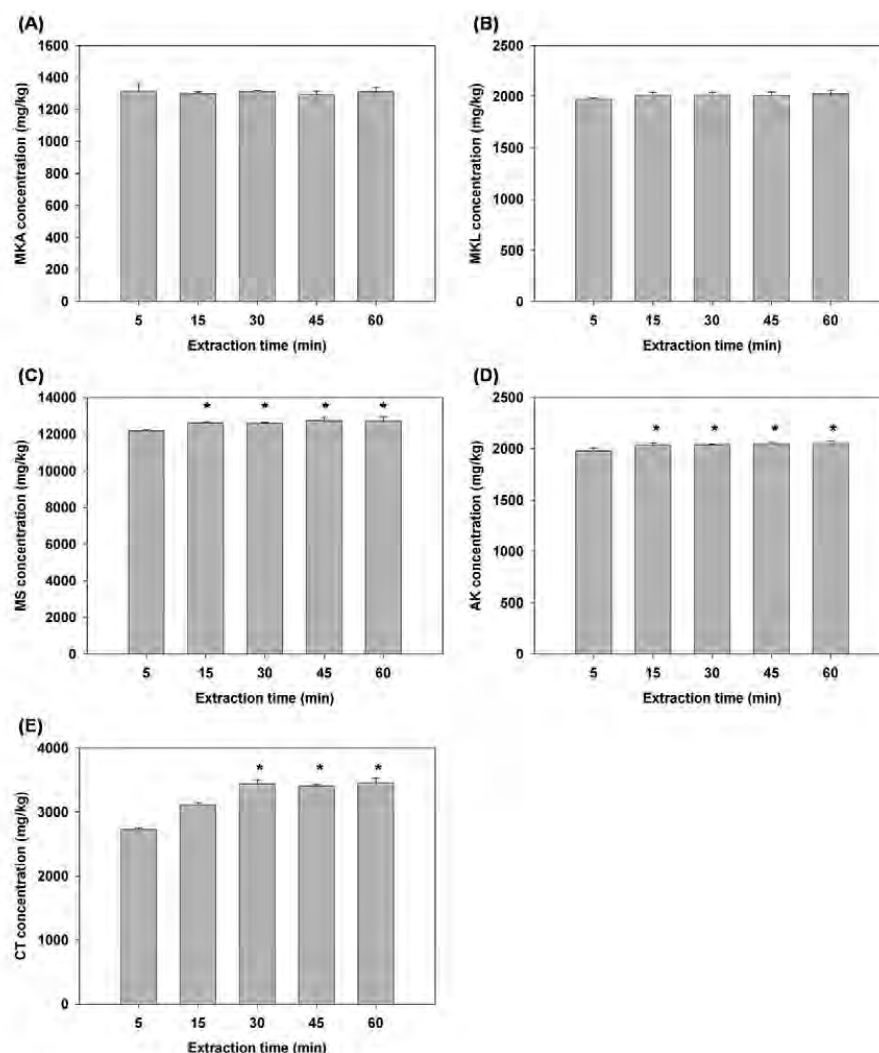 (A)
1600
1400
1200
1000
800
600
400
200
0
MKA concentration (mg/kg)
5 15 30 45 60
Extraction time (min)
(B)
2500
2000
1500
1000
500
0
MKL concentration (mg/kg)
5 15 30 45 60
Extraction time (min)
(C)
14000
12000
10000
8000
6000
4000
2000
0
MS concentration (mg/kg)
* * * *
5 15 30 45 60
Extraction time (min)
(D)
2500
2000
1500
1000
500
0
AK concentration (mg/kg)
* * * *
5 15 30 45 60
Extraction time (min)
(E)
4000
3000
2000
1000
0
CT concentration (mg/kg)
* * *
5 15 30 45 60
Extraction time (min)